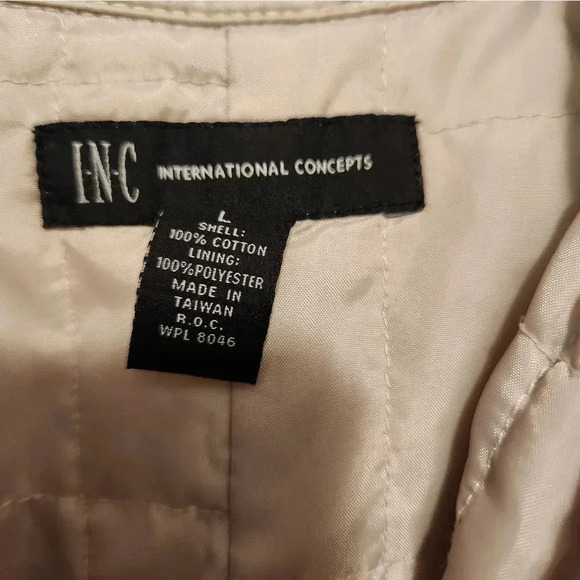 I·N·C INTERNATIONAL CONCEPTS
L
SHELL:
100% COTTON
LINING:
100%POLYESTER
MADE IN
TAIWAN
R.O.C.
WPL 8046